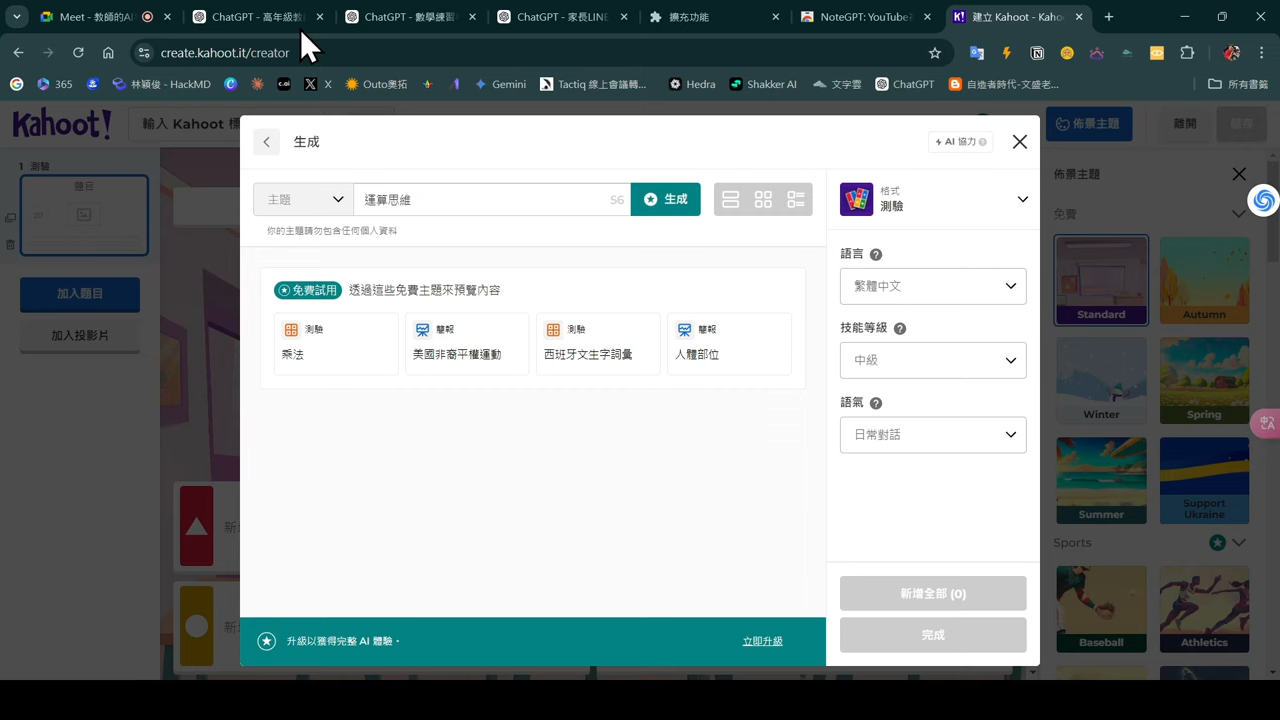 Meet - 教師的AI
ChatGPT - 高年級教
ChatGPT - 數學練習
ChatGPT - 家長LINE
擴充功能
NoteGPT: YouTube
建立 Kahoot - Kaho
create.kahoot.it/creator
365
林穎俊 - HackMD
c.ai
X
Outo奧拓
Gemini
Tactiq 線上會議轉...
Hedra
Shakker AI
文字雲
ChatGPT
自造者時代-文盛老...
所有書籤
Kahoot!
輸入 Kahoot 標
佈景主題
離開
儲存
1 測驗
題目
20
加入題目
加入投影片
生成
AI 協力
主題
運算思維
56
生成
你的主題請勿包含任何個人資料
免費試用
透過這些免費主題來預覽內容
測驗
乘法
簡報
美國非裔平權運動
測驗
西班牙文生字詞彙
簡報
人體部位
升級以獲得完整 AI 體驗。
立即升級
格式
測驗
語言
繁體中文
技能等級
中級
語氣
日常對話
新增全部 (0)
完成
佈景主題
免費
Standard
Autumn
Winter
Spring
Summer
Support
Ukraine
Sports
Baseball
Athletics
新增
新增